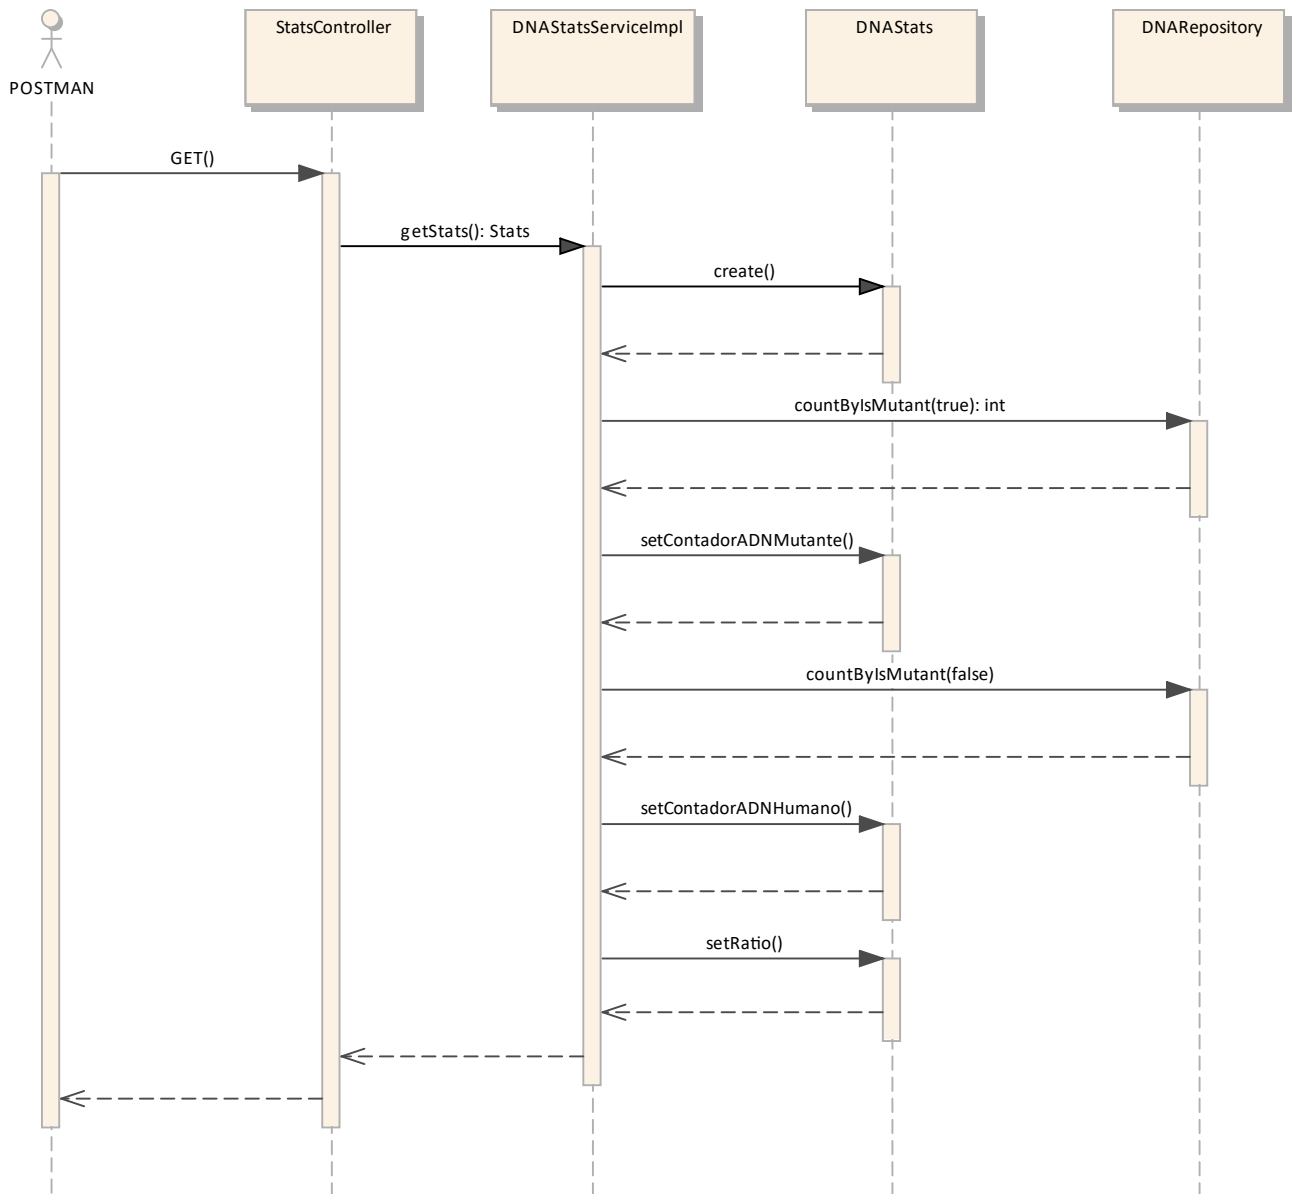 POSTMAN
StatsController
DNAStatsServiceImpl
DNAStats
DNARepository
GET()
getStats(): Stats
create()
countByIsMutant(true): int
setContadorADNMutante()
countByIsMutant(false)
setContadorADNHumano()
setRatio()